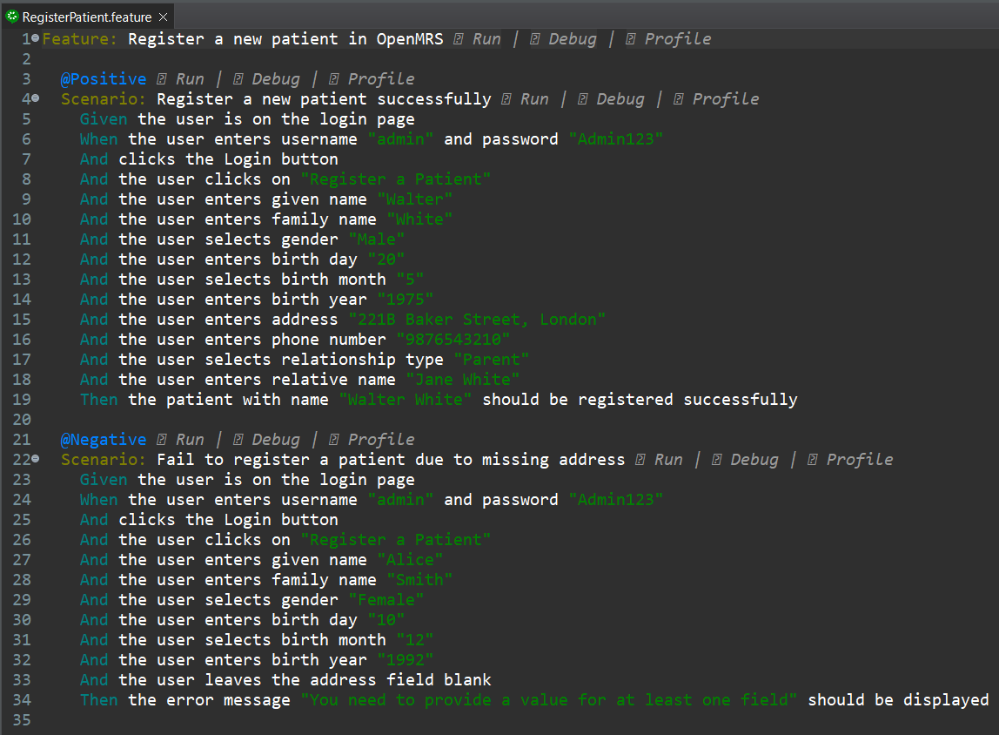 RegisterPatient.feature
1 Feature: Register a new patient in OpenMRS Run | Debug | Profile
2
3 @Positive Run | Debug | Profile
4 Scenario: Register a new patient successfully Run | Debug | Profile
5 Given the user is on the login page
6 When the user enters username "admin" and password "Admin123"
7 And clicks the Login button
8 And the user clicks on "Register a Patient"
9 And the user enters given name "Walter"
10 And the user enters family name "White"
11 And the user selects gender "Male"
12 And the user enters birth day "20"
13 And the user selects birth month "5"
14 And the user enters birth year "1975"
15 And the user enters address "221B Baker Street, London"
16 And the user enters phone number "9876543210"
17 And the user selects relationship type "Parent"
18 And the user enters relative name "Jane White"
19 Then the patient with name "Walter White" should be registered successfully
20
21 @Negative Run | Debug | Profile
22 Scenario: Fail to register a patient due to missing address Run | Debug | Profile
23 Given the user is on the login page
24 When the user enters username "admin" and password "Admin123"
25 And clicks the Login button
26 And the user clicks on "Register a Patient"
27 And the user enters given name "Alice"
28 And the user enters family name "Smith"
29 And the user selects gender "Female"
30 And the user enters birth day "10"
31 And the user selects birth month "12"
32 And the user enters birth year "1992"
33 And the user leaves the address field blank
34 Then the error message "You need to provide a value for at least one field" should be displayed
35